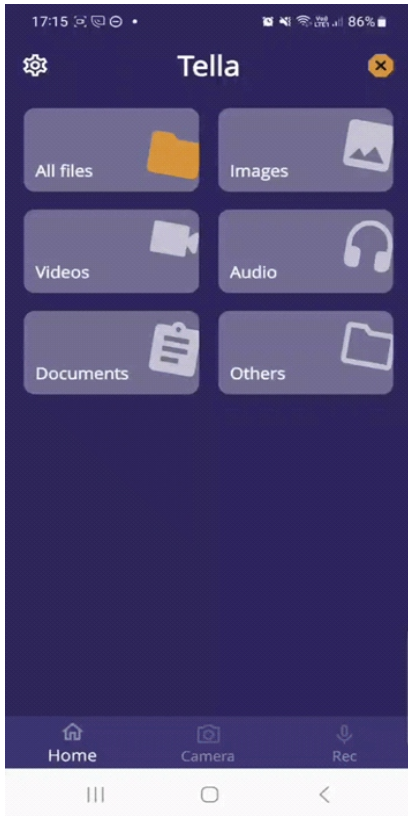 17:15 86%
Tella
All files Images
Videos Audio
Documents Others
Home Camera Rec